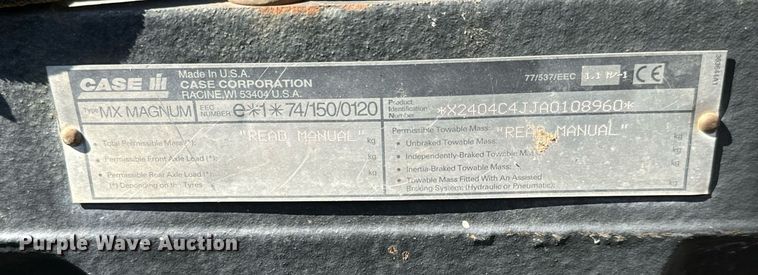 CASE IH
Made in U.S.A.
CASE CORPORATION
RACINE, WI 53404 U.S.A.
77/537/EEC 1.1 M/-1 CE
Type MX MAGNUM
EEC NUMBER e*1*74/150/0120
Product Identification Number *X2404C4JJA0108960*
"READ MANUAL"
• Total Permissible Mass (*): kg
• Permissible Front Axle Load (*): kg
• Permissible Rear Axle Load (*): kg
(*) Depending on the Tyres
Permissible Towable Mass: "READ MANUAL"
• Unbraked Towable Mass: kg
• Independently-Braked Towable Mass: kg
• Inertia-Braked Towable Mass: kg
• Towable Mass Fitted With An Assisted
Braking System: (Hydraulic or Pneumatic): kg
Purple Wave Auction